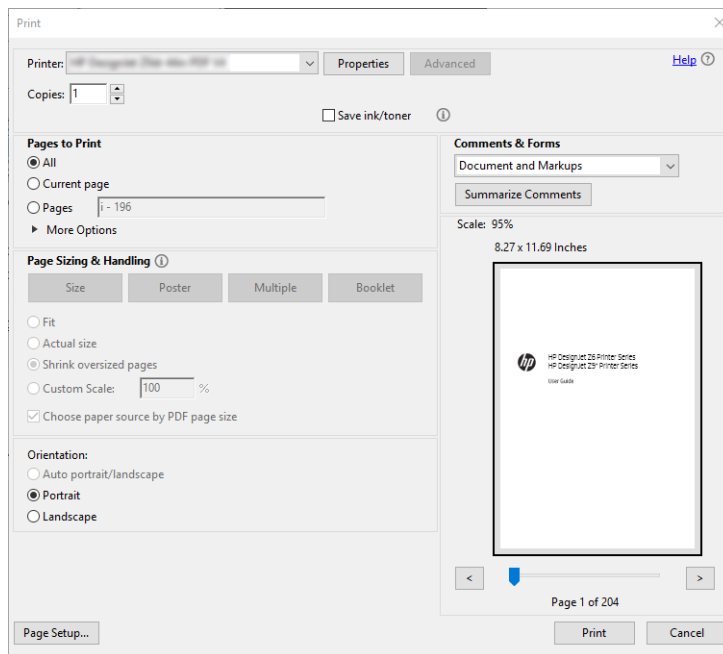 Print
Printer:
Properties
Advanced
Help
Copies: 1
Save ink/toner
Pages to Print
All
Current page
Pages i - 196
More Options
Page Sizing & Handling
Size Poster Multiple Booklet
Fit
Actual size
Shrink oversized pages
Custom Scale: 100 %
Choose paper source by PDF page size
Orientation:
Auto portrait/landscape
Portrait
Landscape
Comments & Forms
Document and Markups
Summarize Comments
Scale: 95%
8.27 x 11.69 Inches
hp
HP DesignJet Z6 Printer Series
HP DesignJet Z9⁺ Printer Series
User Guide
< >
Page 1 of 204
Page Setup...
Print Cancel